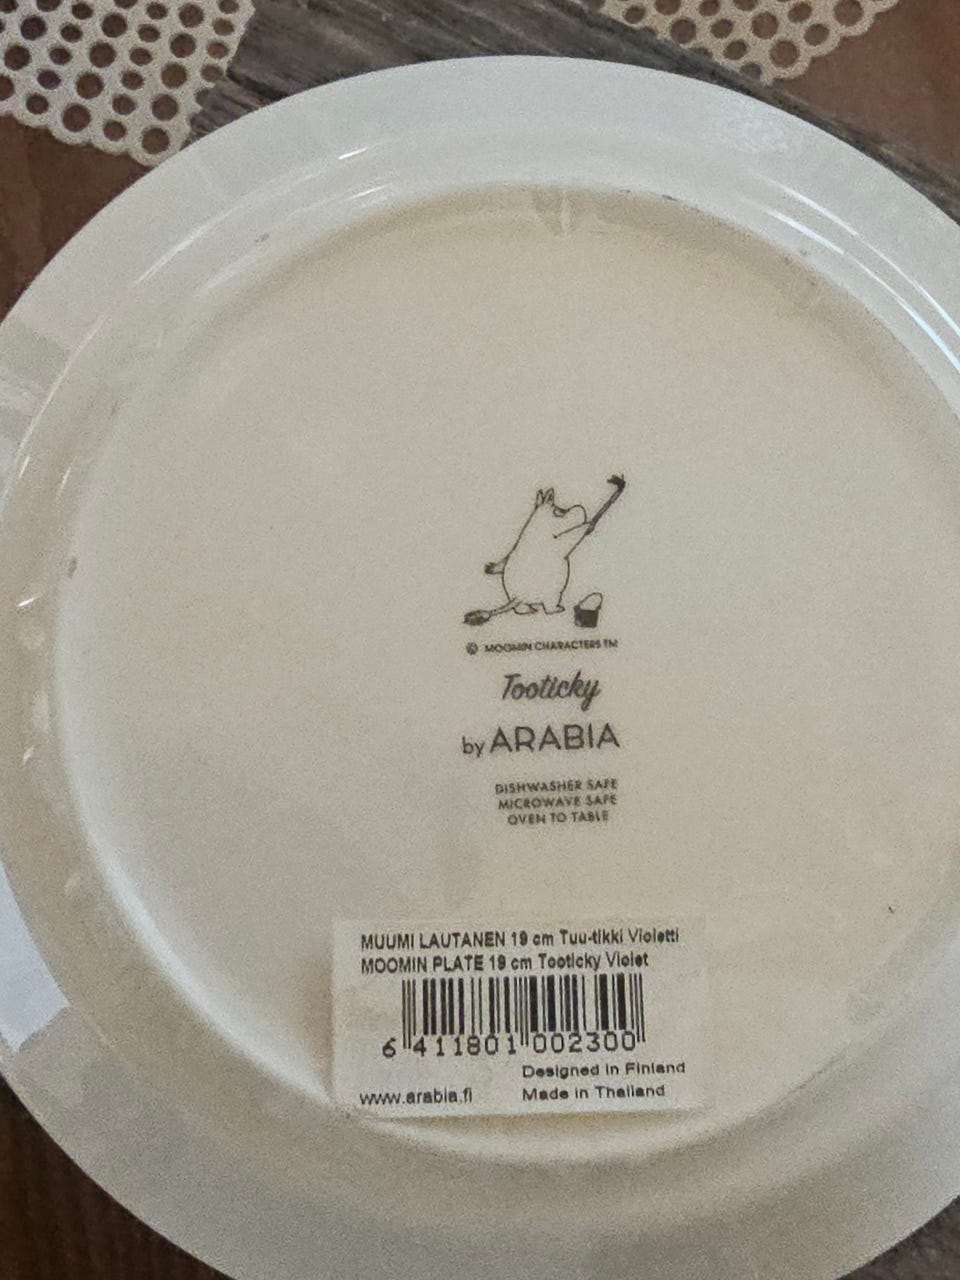 © MOOMIN CHARACTERS TM
Tooticky
by ARABIA
DISHWASHER SAFE
MICROWAVE SAFE
OVEN TO TABLE
MUUMI LAUTANEN 19 cm Tuu-tikki Violetti
MOOMIN PLATE 19 cm Tooticky Violet
6 411801 002300
Designed in Finland
www.arabia.fi Made in Thailand